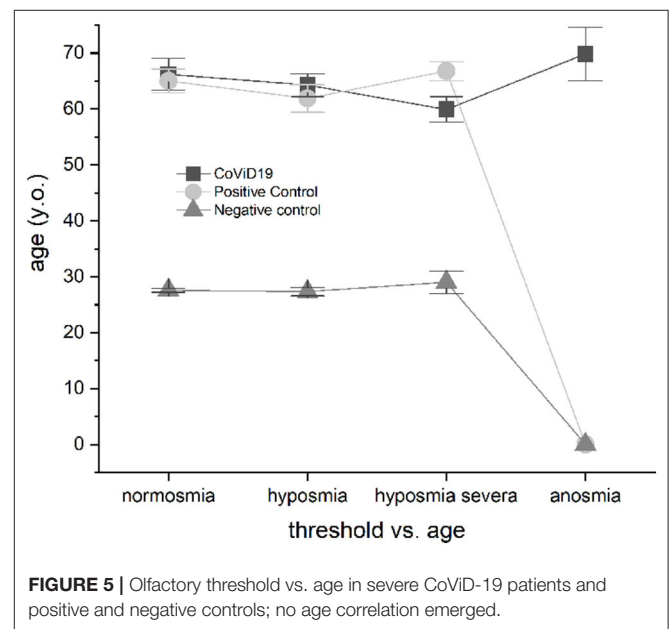 70
60
50
40
30
20
10
0
age (y.o.)
CoViD19
Positive Control
Negative control
normosmia hyposmia hyposmia severa anosmia
threshold vs. age
FIGURE 5 | Olfactory threshold vs. age in severe CoViD-19 patients and
positive and negative controls; no age correlation emerged.